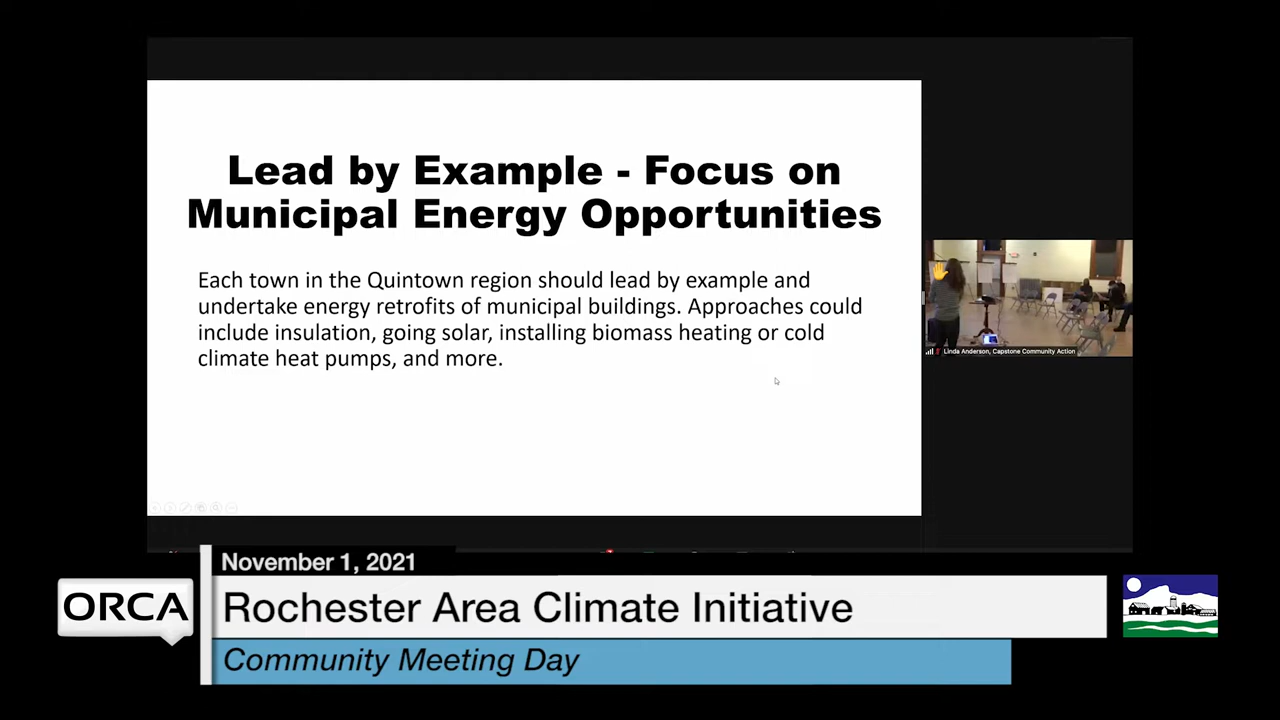 Lead by Example - Focus on
Municipal Energy Opportunities
Each town in the Quintown region should lead by example and
undertake energy retrofits of municipal buildings. Approaches could
include insulation, going solar, installing biomass heating or cold
climate heat pumps, and more.
Linda Anderson, Capstone Community Action
November 1, 2021
ORCA
Rochester Area Climate Initiative
Community Meeting Day